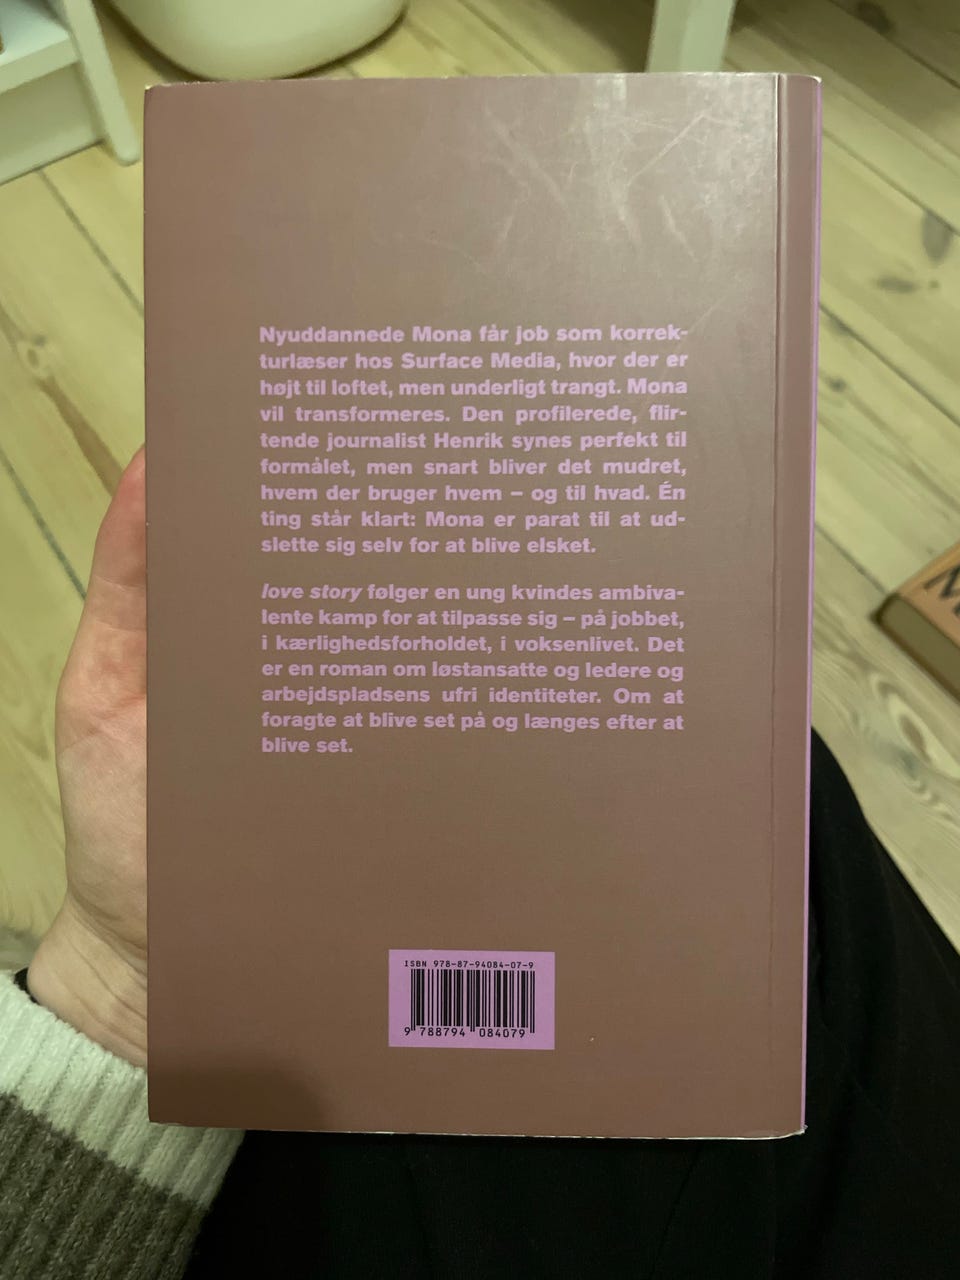 Nyuddannede Mona får job som korrek-
turlæser hos Surface Media, hvor der er
højt til loftet, men underligt trangt. Mona
vil transformeres. Den profilerede, flir-
tende journalist Henrik synes perfekt til
formålet, men snart bliver det mudret,
hvem der bruger hvem – og til hvad. Én
ting står klart: Mona er parat til at ud-
slette sig selv for at blive elsket.
love story følger en ung kvindes ambiva-
lente kamp for at tilpasse sig – på jobbet,
i kærlighedsforholdet, i voksenlivet. Det
er en roman om løstansatte og ledere og
arbejdspladsens ufri identiteter. Om at
foragte at blive set på og længes efter at
blive set.
ISBN 978-87-94084-07-9
9 788794 084079